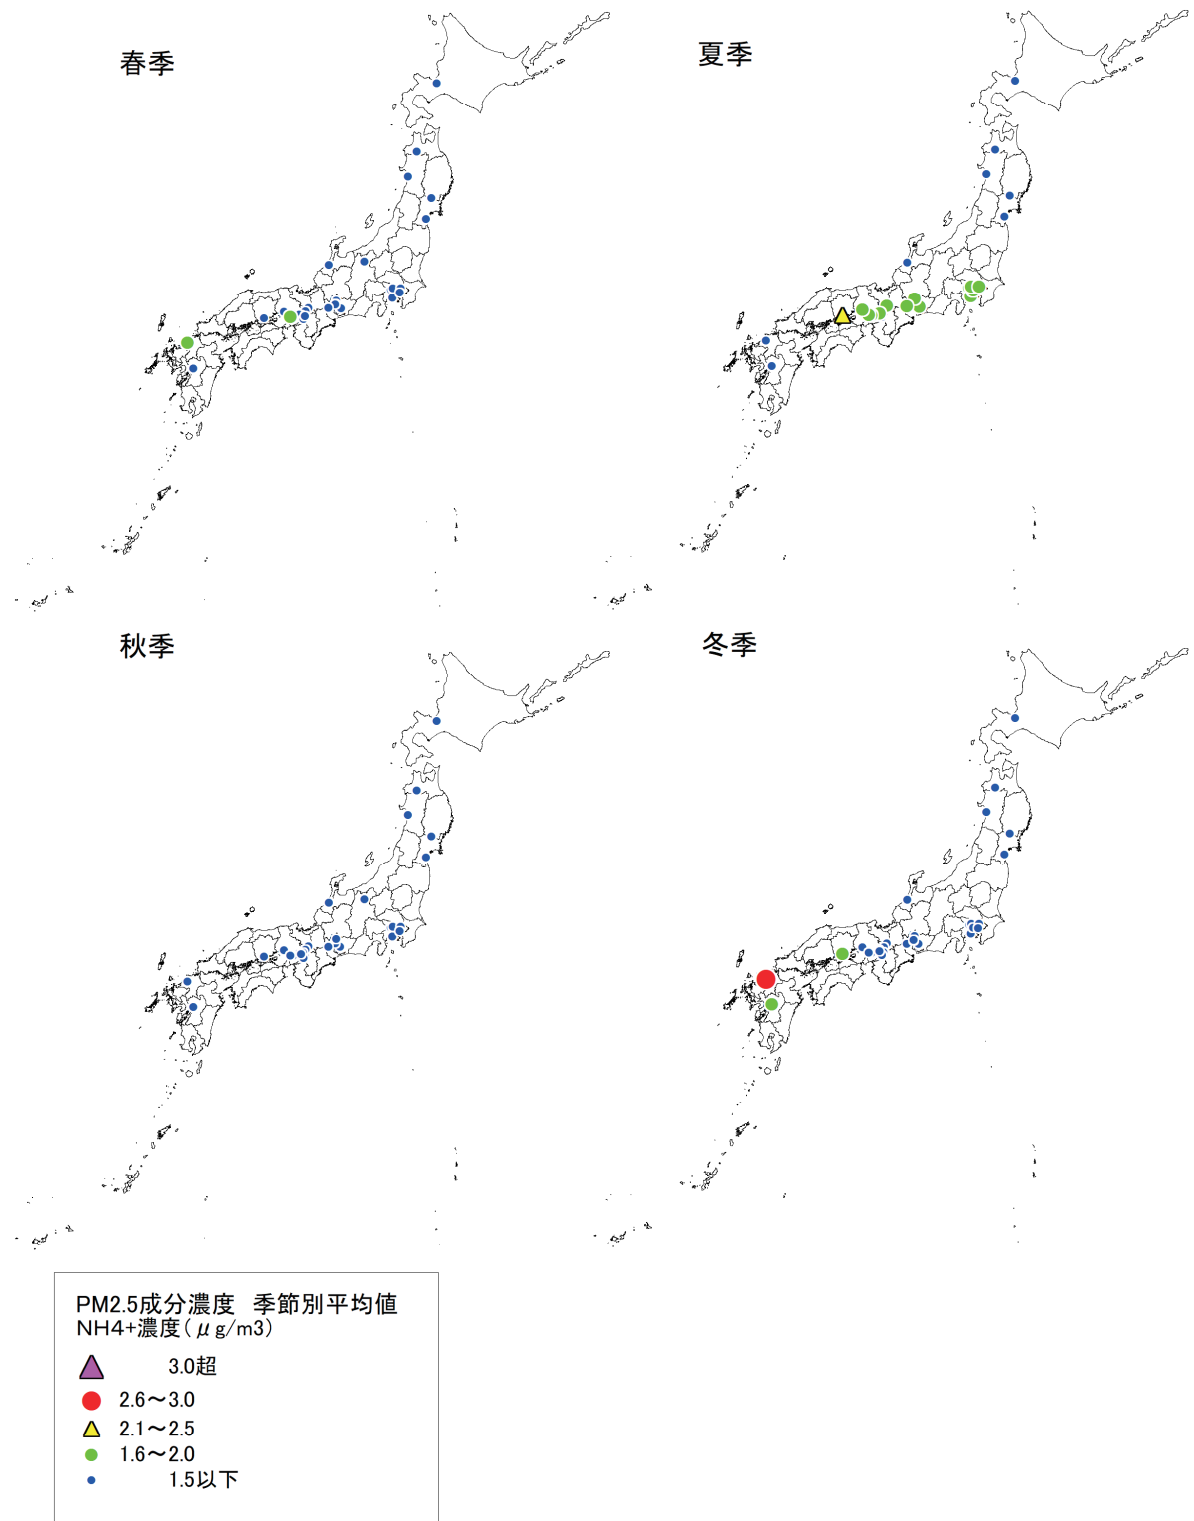 春季
夏季
秋季
冬季
PM2.5成分濃度 季節別平均値
NH4+濃度(μg/m3)
3.0超
2.6～3.0
2.1～2.5
1.6～2.0
1.5以下